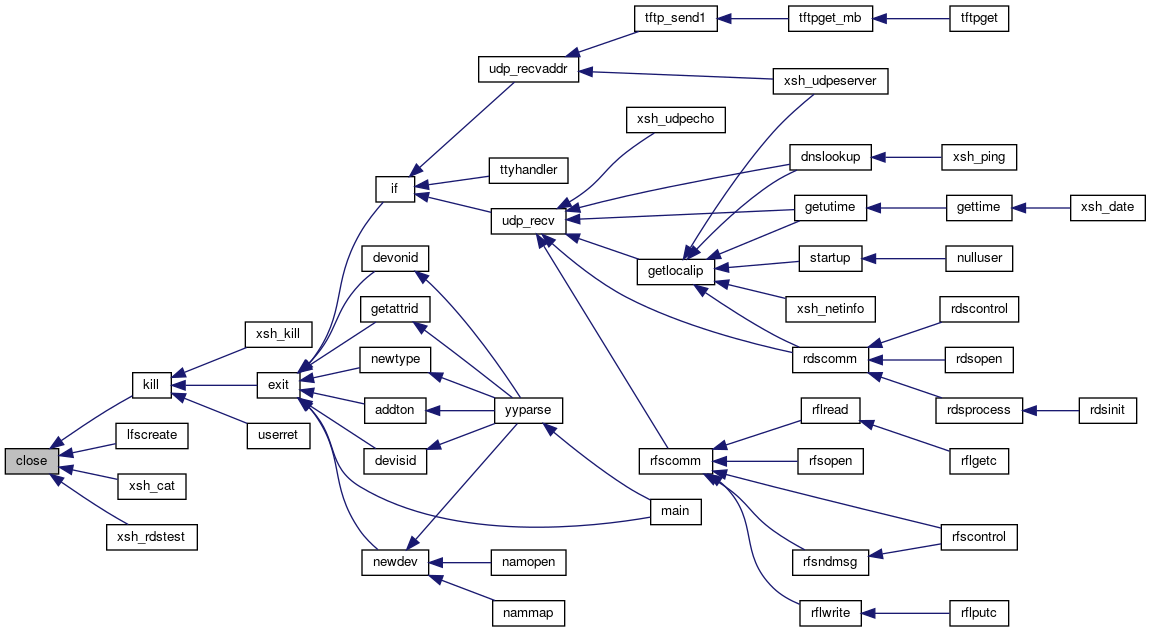 tftp_send1
tftpget_mb
tftpget
udp_recvaddr
xsh_udpeserver
xsh_udpecho
dnslookup
xsh_ping
ttyhandler
if
udp_recv
getutime
gettime
xsh_date
devonid
getlocalip
startup
nulluser
getattrid
xsh_netinfo
rdscontrol
xsh_kill
newtype
rdscomm
rdsopen
kill
exit
addton
yyparse
rflread
rdsprocess
rdsinit
lfscreate
userret
close
devisid
rfscomm
rfsopen
rflgetc
xsh_cat
main
xsh_rdstest
rfscontrol
newdev
namopen
rfsndmsg
nammap
rflwrite
rflputc